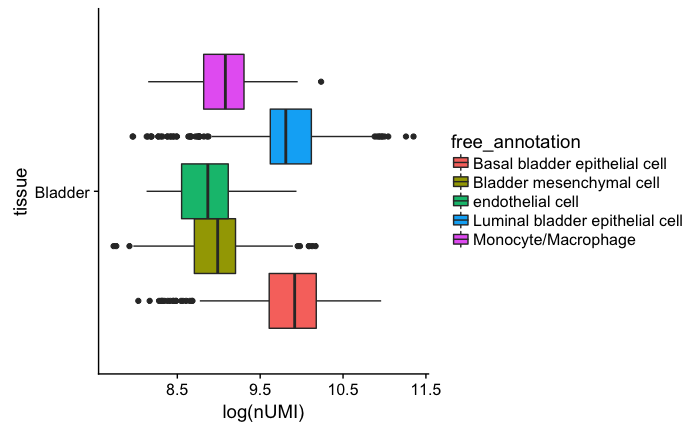 tissue
Bladder
8.5 9.5 10.5 11.5
log(nUMI)
free_annotation
Basal bladder epithelial cell
Bladder mesenchymal cell
endothelial cell
Luminal bladder epithelial cell
Monocyte/Macrophage